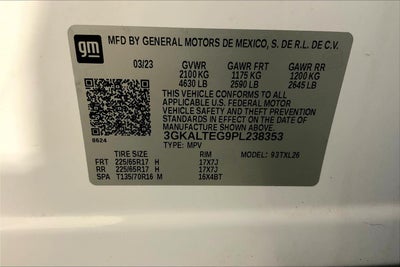 gm MFD BY GENERAL MOTORS DE MEXICO, S. DE R.L. DE C.V.
03/23 GVWR GAWR FRT GAWR RR
2100 KG 1175 KG 1200 KG
4630 LB 2590 LB 2645 LB
THIS VEHICLE CONFORMS TO ALL
APPLICABLE U.S. FEDERAL MOTOR
VEHICLE SAFETY AND THEFT PREVENTION
STANDARDS IN EFFECT ON THE DATE OF
MANUFACTURE SHOWN ABOVE.
3GKALTEG9PL238353
0624 TYPE: MPV
TIRE SIZE RIM MODEL: 93TXL26
FRT 225/65R17 H 17X7J
RR 225/65R17 H 17X7J
SPA T135/70R16 M 16X4BT